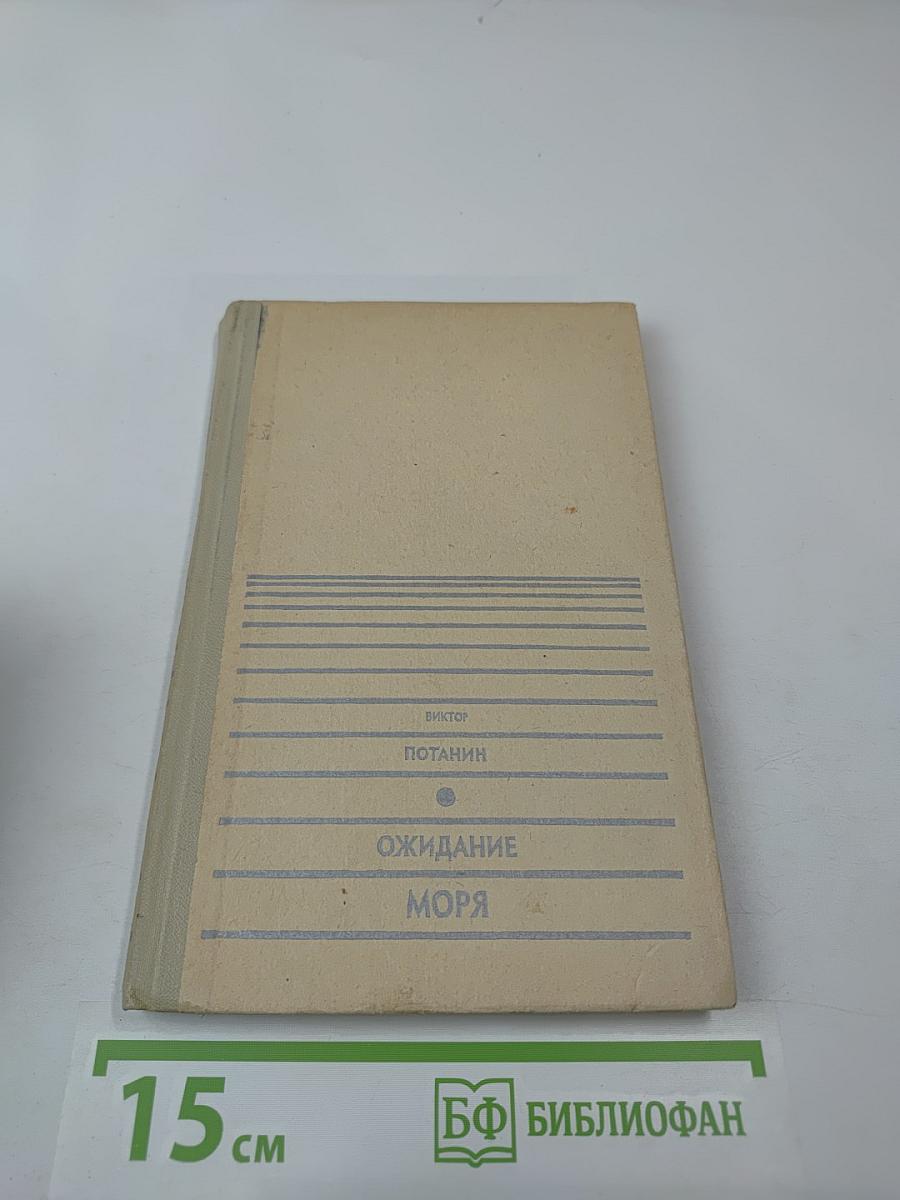 ВИКТОР
ПОТАНИН
ОЖИДАНИЕ
МОРЯ
15 см
БФ БИБЛИОФАН